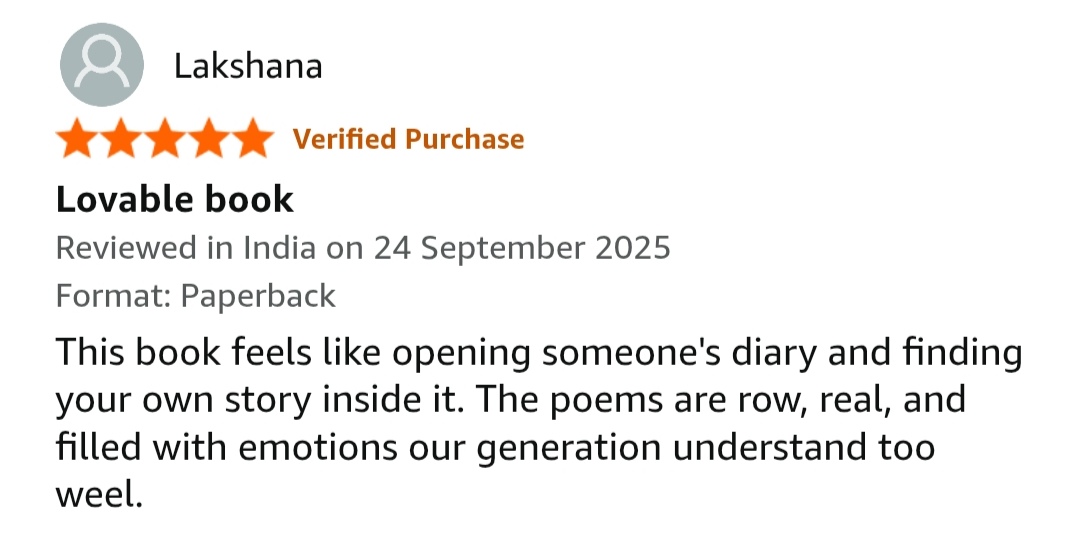 Lakshana
Verified Purchase
Lovable book
Reviewed in India on 24 September 2025
Format: Paperback
This book feels like opening someone's diary and finding
your own story inside it. The poems are row, real, and
filled with emotions our generation understand too
weel.